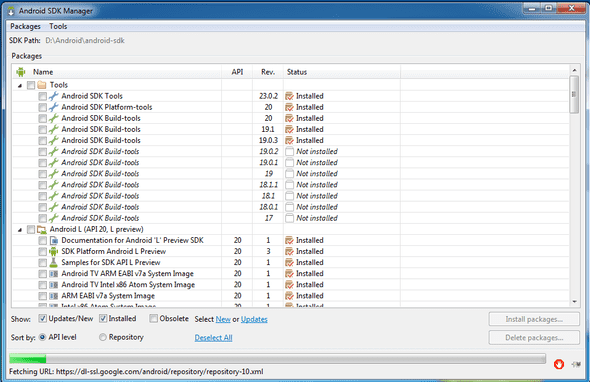 Android SDK Manager
Packages Tools
SDK Path: D:\Android\android-sdk
Packages
Name API Rev. Status
Tools
Android SDK Tools 23.0.2 Installed
Android SDK Platform-tools 20 Installed
Android SDK Build-tools 20 Installed
Android SDK Build-tools 19.1 Installed
Android SDK Build-tools 19.0.3 Installed
Android SDK Build-tools 19.0.2 Not installed
Android SDK Build-tools 19.0.1 Not installed
Android SDK Build-tools 19 Not installed
Android SDK Build-tools 18.1.1 Not installed
Android SDK Build-tools 18.1 Not installed
Android SDK Build-tools 18.0.1 Not installed
Android SDK Build-tools 17 Not installed
Android L (API 20, L preview)
Documentation for Android 'L' Preview SDK 20 1 Installed
SDK Platform Android L Preview 20 3 Installed
Samples for SDK API L Preview 20 2 Installed
Android TV ARM EABI v7a System Image 20 1 Installed
Android TV Intel x86 Atom System Image 20 1 Installed
ARM EABI v7a System Image 20 1 Installed
Intel x86 Atom System Image 20 1 Installed
Show: Updates/New Installed Obsolete Select New or Updates Install packages...
Sort by: API level Repository Deselect All Delete packages...
Fetching URL: https://dl-ssl.google.com/android/repository/repository-10.xml